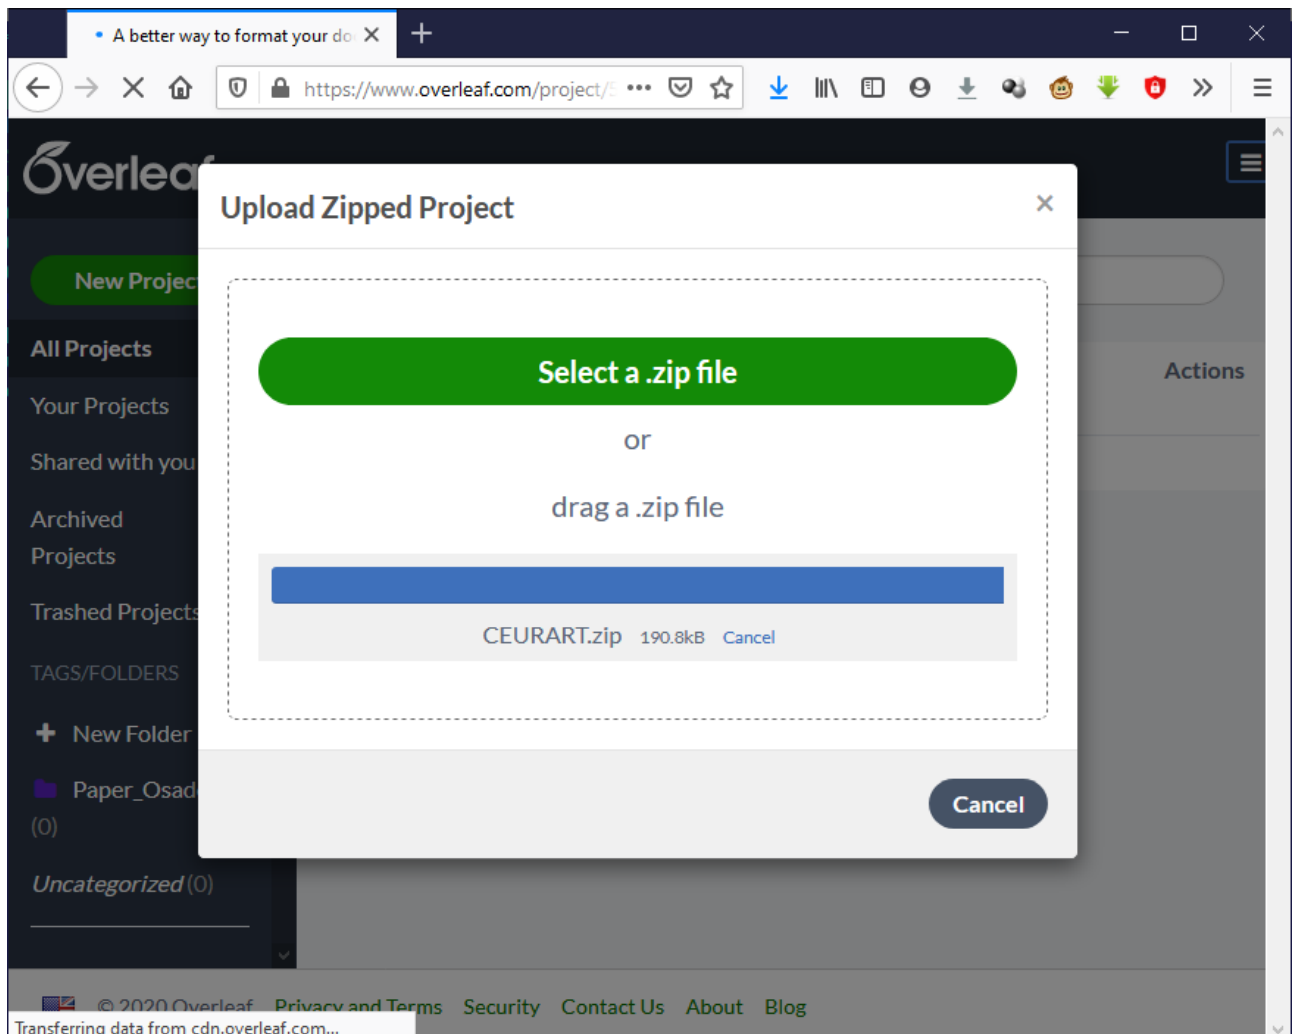 A better way to format your do
https://www.overleaf.com/project/5
Overleaf
Upload Zipped Project
New Project
All Projects
Select a .zip file
Actions
Your Projects
or
Shared with you
drag a .zip file
Archived
Projects
Trashed Projects
CEURART.zip 190.8kB Cancel
TAGS/FOLDERS
New Folder
Paper_Osad
(0)
Cancel
Uncategorized (0)
© 2020 Overleaf Privacy and Terms Security Contact Us About Blog
Transferring data from cdn.overleaf.com...